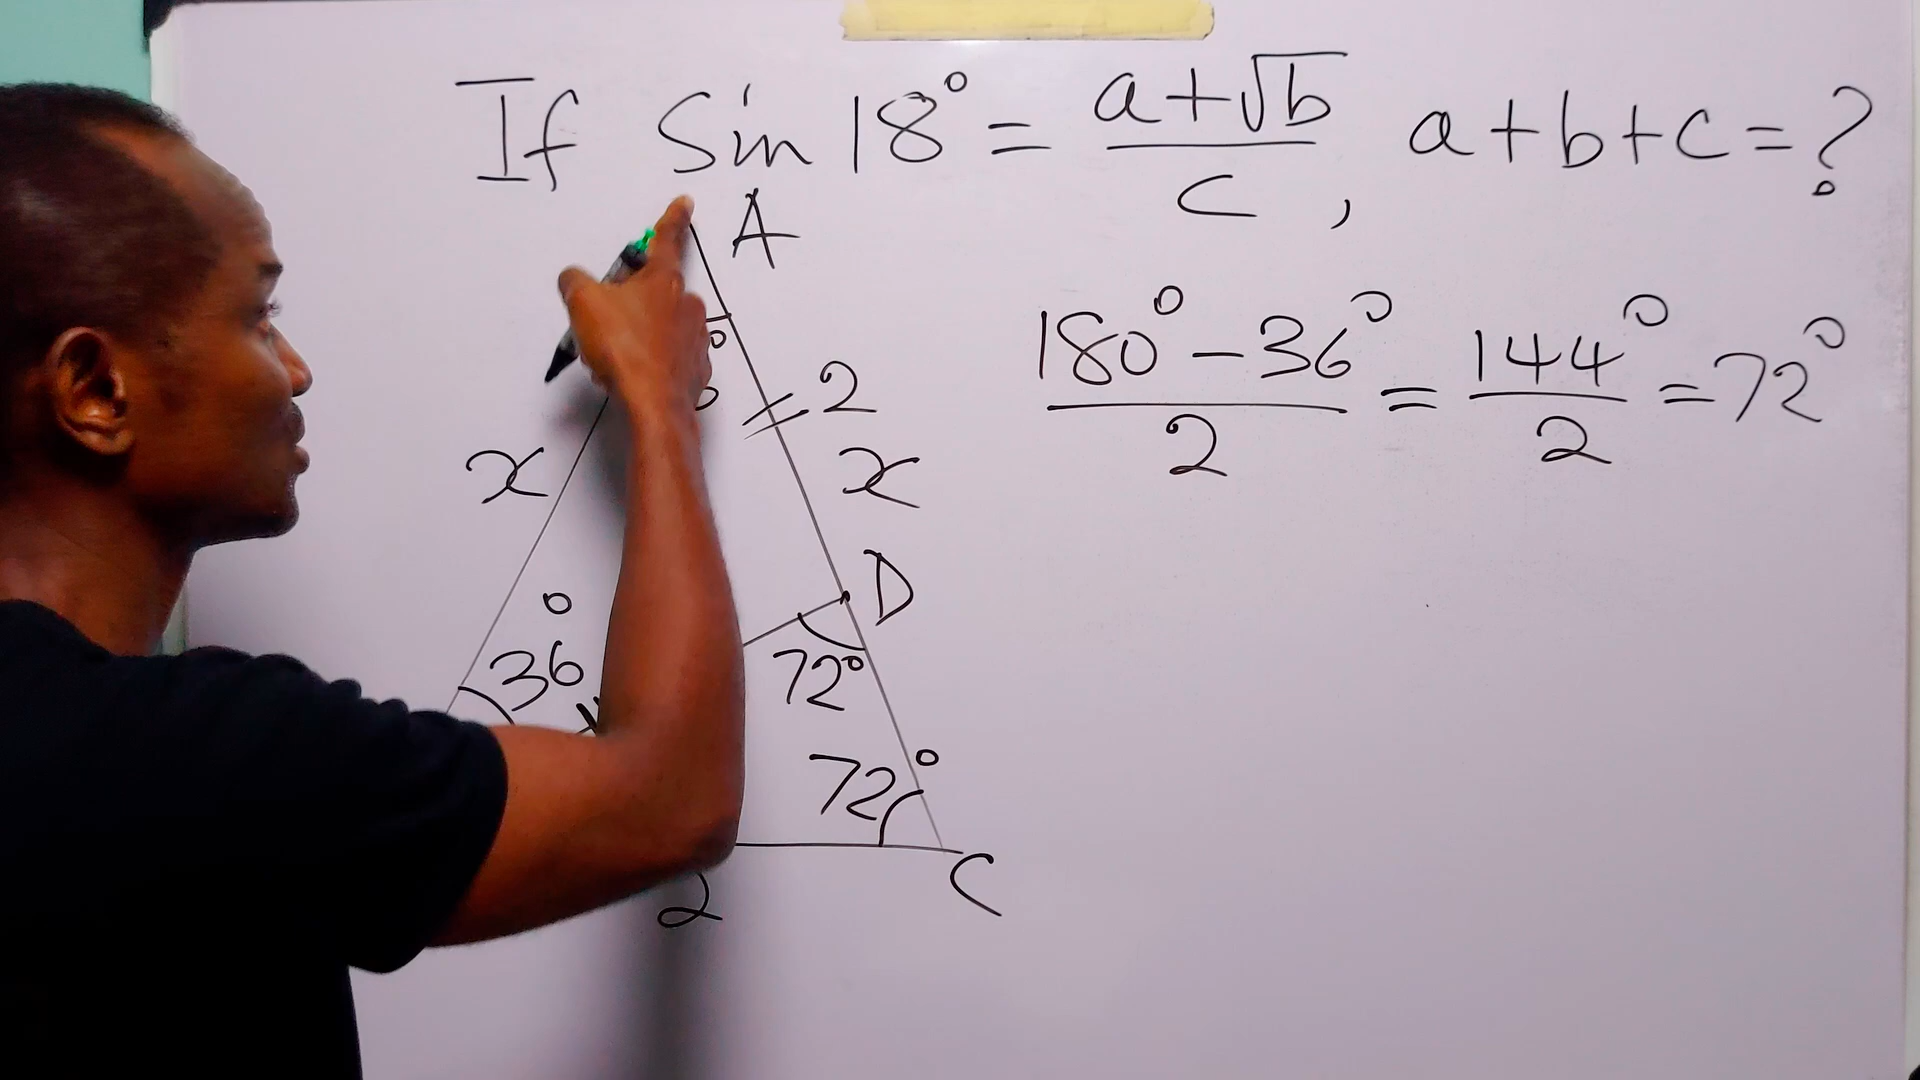 If Sin 18° = (a+√b)/c , a+b+c=?
A
(180°-36°)/2 = 144°/2 = 72°
2
x x
D
36°
72°
72°
C
2